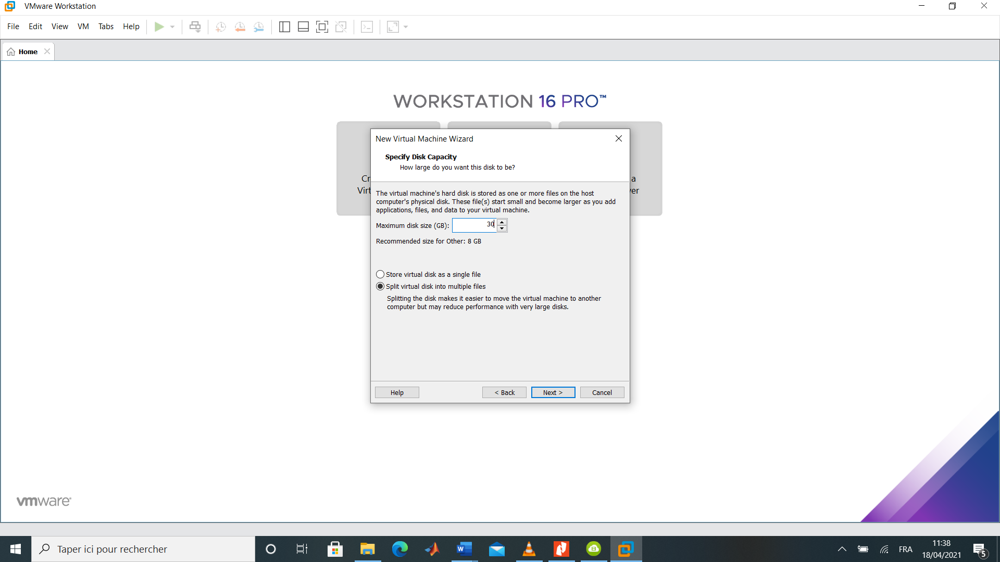 VMware Workstation
File Edit View VM Tabs Help
Home
WORKSTATION 16 PRO™
New Virtual Machine Wizard
Specify Disk Capacity
How large do you want this disk to be?
Cr
a
Virt
ver
The virtual machine's hard disk is stored as one or more files on the host
computer's physical disk. These file(s) start small and become larger as you add
applications, files, and data to your virtual machine.
Maximum disk size (GB): 30
Recommended size for Other: 8 GB
Store virtual disk as a single file
Split virtual disk into multiple files
Splitting the disk makes it easier to move the virtual machine to another
computer but may reduce performance with very large disks.
Help < Back Next > Cancel
vmware®
Taper ici pour rechercher
FRA
11:38
18/04/2021
5